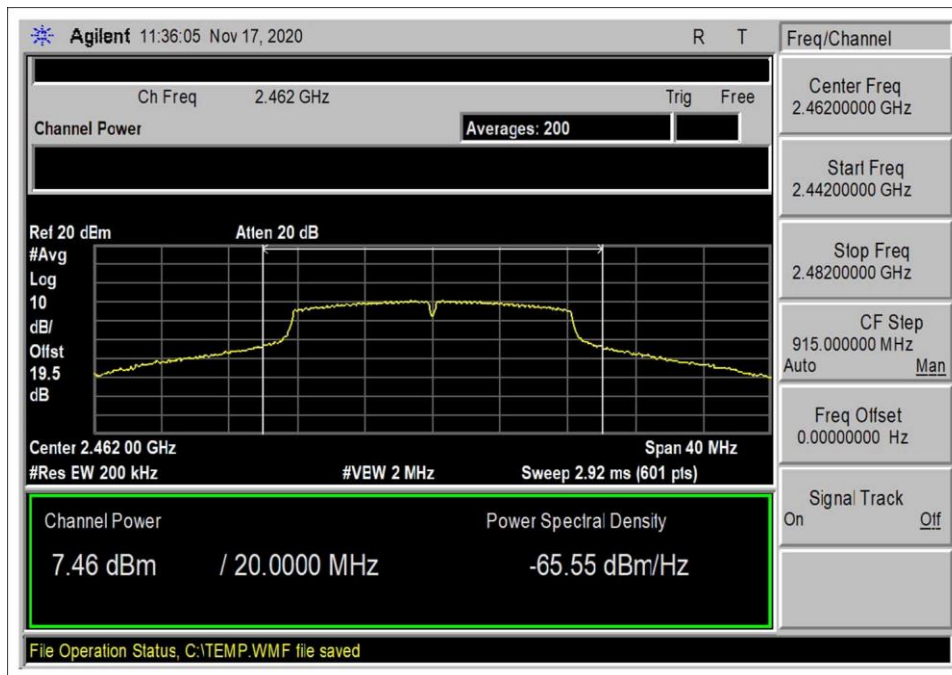 Agilent 11:36:05 Nov 17, 2020 R T
Freq/Channel
Ch Freq 2.462 GHz Trig Free
Channel Power Averages: 200
Ref 20 dBm Atten 20 dB
#Avg
Log
10
dB/
Offst
19.5
dB
Center 2.462 00 GHz Span 40 MHz
#Res EW 200 kHz #VEW 2 MHz Sweep 2.92 ms (601 pts)
Channel Power Power Spectral Density
7.46 dBm / 20.0000 MHz -65.55 dBm/Hz
File Operation Status, C:\TEMP.WMF file saved
Center Freq
2.46200000 GHz
Start Freq
2.44200000 GHz
Stop Freq
2.48200000 GHz
CF Step
915.000000 MHz
Auto Man
Freq Offset
0.00000000 Hz
Signal Track
On Off